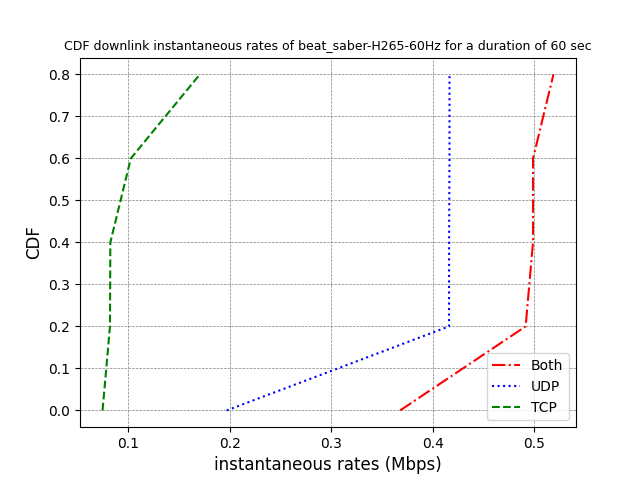 CDF downlink instantaneous rates of beat_saber-H265-60Hz for a duration of 60 sec
0.8
0.7
0.6
0.5
0.4
0.3
0.2
0.1
0.0
CDF
Both
UDP
TCP
0.1 0.2 0.3 0.4 0.5
instantaneous rates (Mbps)